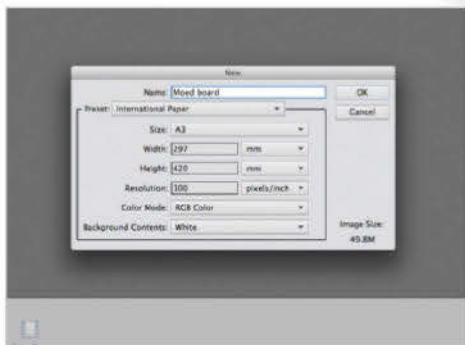 New
Name: Moed board
OK
Preset: International Paper
Cancel
Size: A3
Width: 297 mm
Height: 420 mm
Resolution: 300 pixels/inch
Color Mode: RGB Color
Background Contents: White
Image Size:
49.8M